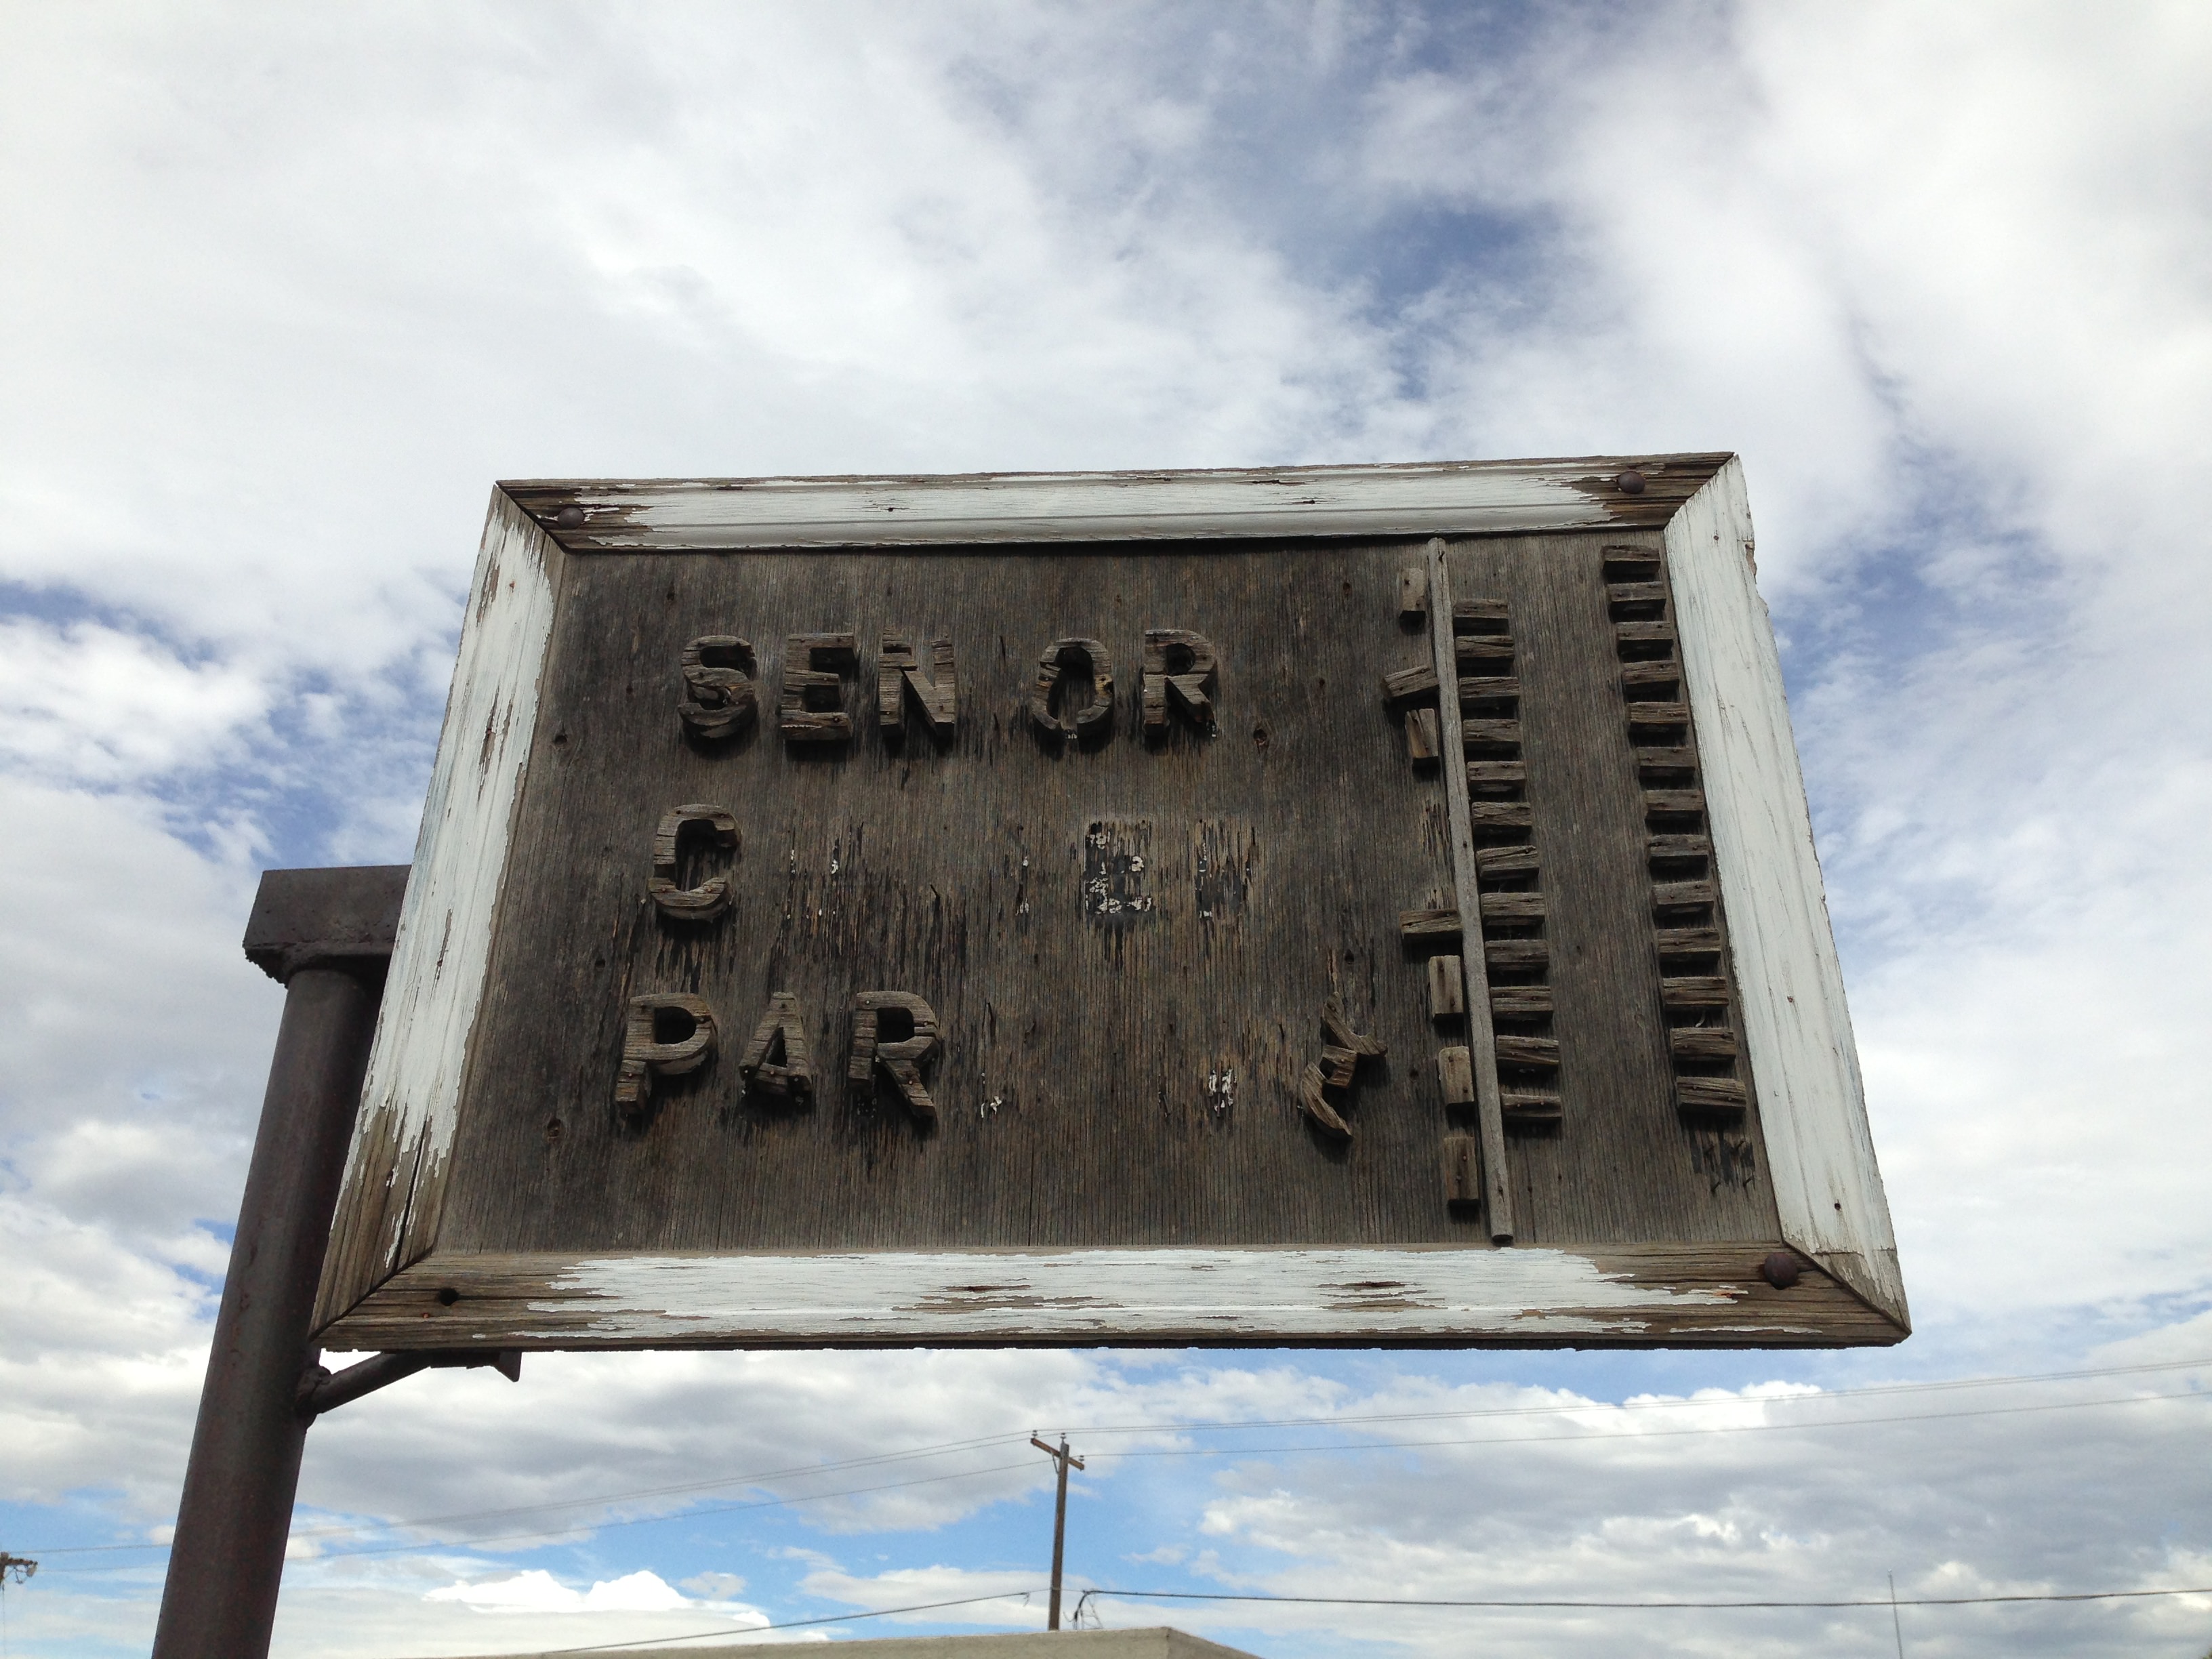 SEN OR
C E
PAR